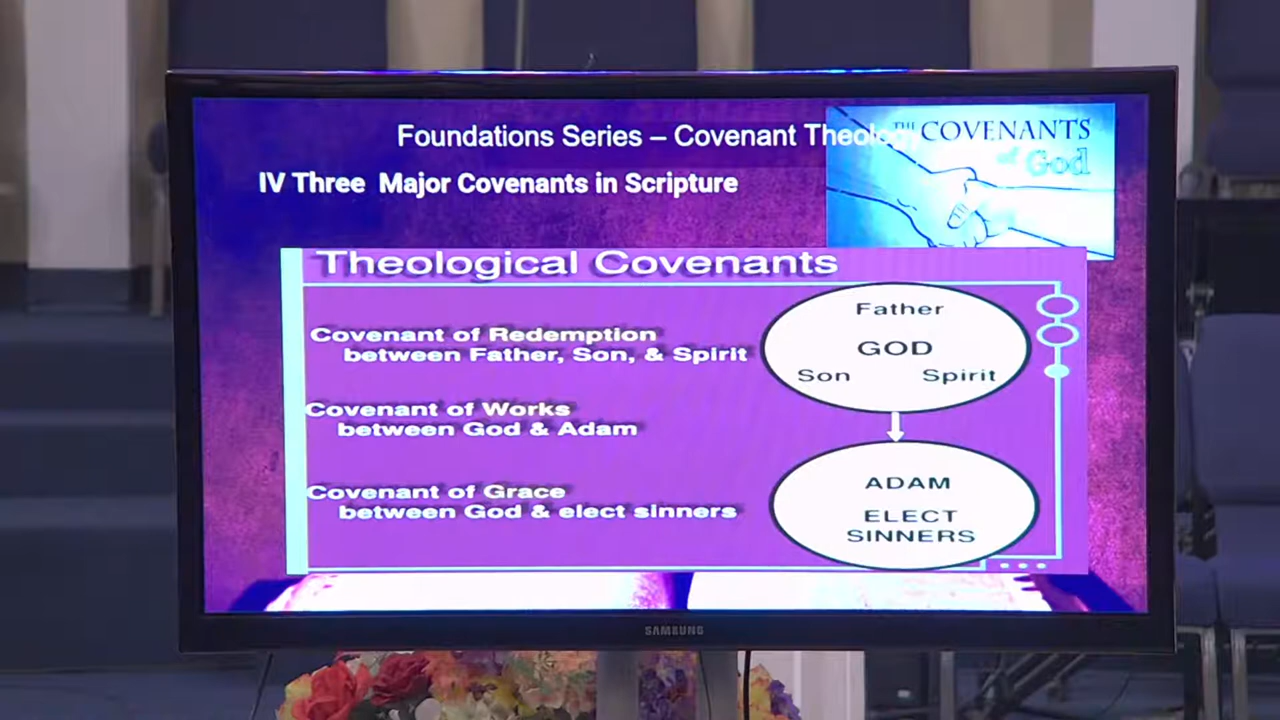 Foundations Series – Covenant Theology
THE COVENANTS
of God
IV Three Major Covenants in Scripture
Theological Covenants
Covenant of Redemption
between Father, Son, & Spirit
Covenant of Works
between God & Adam
Covenant of Grace
between God & elect sinners
Father
GOD
Son Spirit
ADAM
ELECT
SINNERS
SAMSUNG